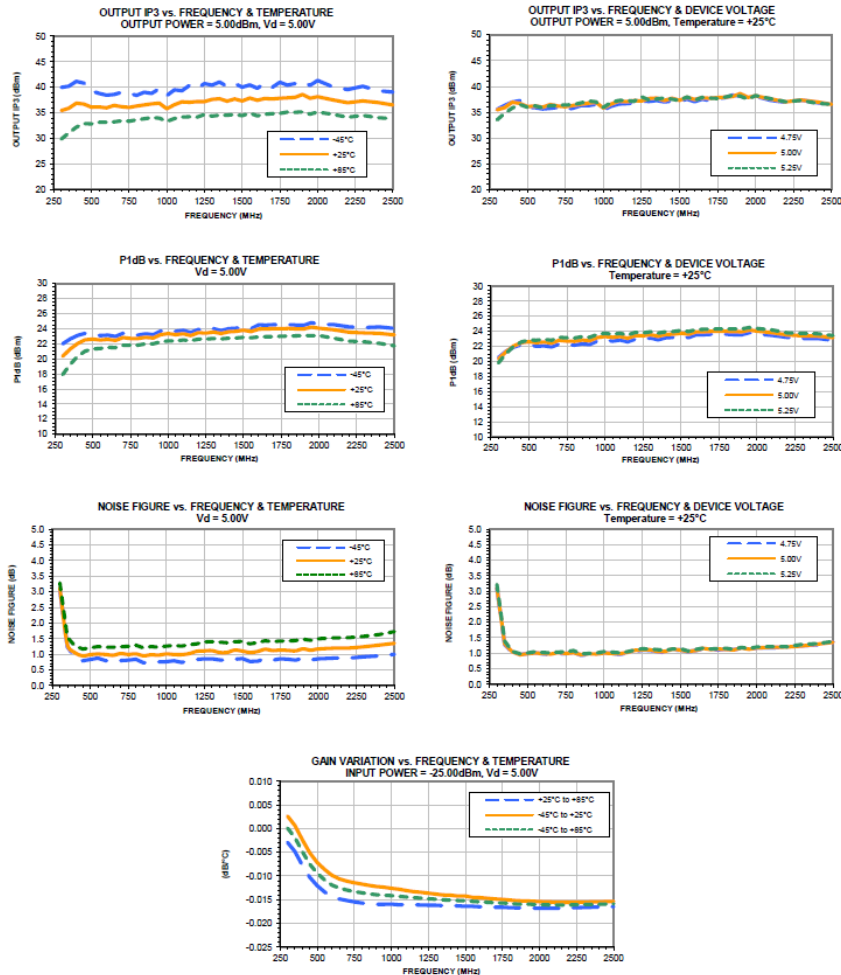 OUTPUT IP3 vs. FREQUENCY & TEMPERATURE
OUTPUT POWER = 5.00dBm, Vd = 5.00V
OUTPUT IP3 (dBm)
50
45
40
35
30
25
20
-45°C
+25°C
+85°C
250 500 750 1000 1250 1500 1750 2000 2250 2500
FREQUENCY (MHz)
OUTPUT IP3 vs. FREQUENCY & DEVICE VOLTAGE
OUTPUT POWER = 5.00dBm, Temperature = +25°C
OUTPUT IP3 (dBm)
50
45
40
35
30
25
20
4.75V
5.00V
5.25V
250 500 750 1000 1250 1500 1750 2000 2250 2500
FREQUENCY (MHz)
P1dB vs. FREQUENCY & TEMPERATURE
Vd = 5.00V
P1dB (dBm)
30
28
26
24
22
20
18
16
14
12
10
-45°C
+25°C
+85°C
250 500 750 1000 1250 1500 1750 2000 2250 2500
FREQUENCY (MHz)
P1dB vs. FREQUENCY & DEVICE VOLTAGE
Temperature = +25°C
P1dB (dBm)
30
28
26
24
22
20
18
16
14
12
10
4.75V
5.00V
5.25V
250 500 750 1000 1250 1500 1750 2000 2250 2500
FREQUENCY (MHz)
NOISE FIGURE vs. FREQUENCY & TEMPERATURE
Vd = 5.00V
NOISE FIGURE (dB)
5.0
4.5
4.0
3.5
3.0
2.5
2.0
1.5
1.0
0.5
0.0
-45°C
+25°C
+85°C
250 500 750 1000 1250 1500 1750 2000 2250 2500
FREQUENCY (MHz)
NOISE FIGURE vs. FREQUENCY & DEVICE VOLTAGE
Temperature = +25°C
NOISE FIGURE (dB)
5.0
4.5
4.0
3.5
3.0
2.5
2.0
1.5
1.0
0.5
0.0
4.75V
5.00V
5.25V
250 500 750 1000 1250 1500 1750 2000 2250 2500
FREQUENCY (MHz)
GAIN VARIATION vs. FREQUENCY & TEMPERATURE
INPUT POWER = -25.00dBm, Vd = 5.00V
(dB/°C)
0.010
0.005
0.000
-0.005
-0.010
-0.015
-0.020
-0.025
+25°C to +85°C
-45°C to +25°C
-45°C to +85°C
250 500 750 1000 1250 1500 1750 2000 2250 2500
FREQUENCY (MHz)